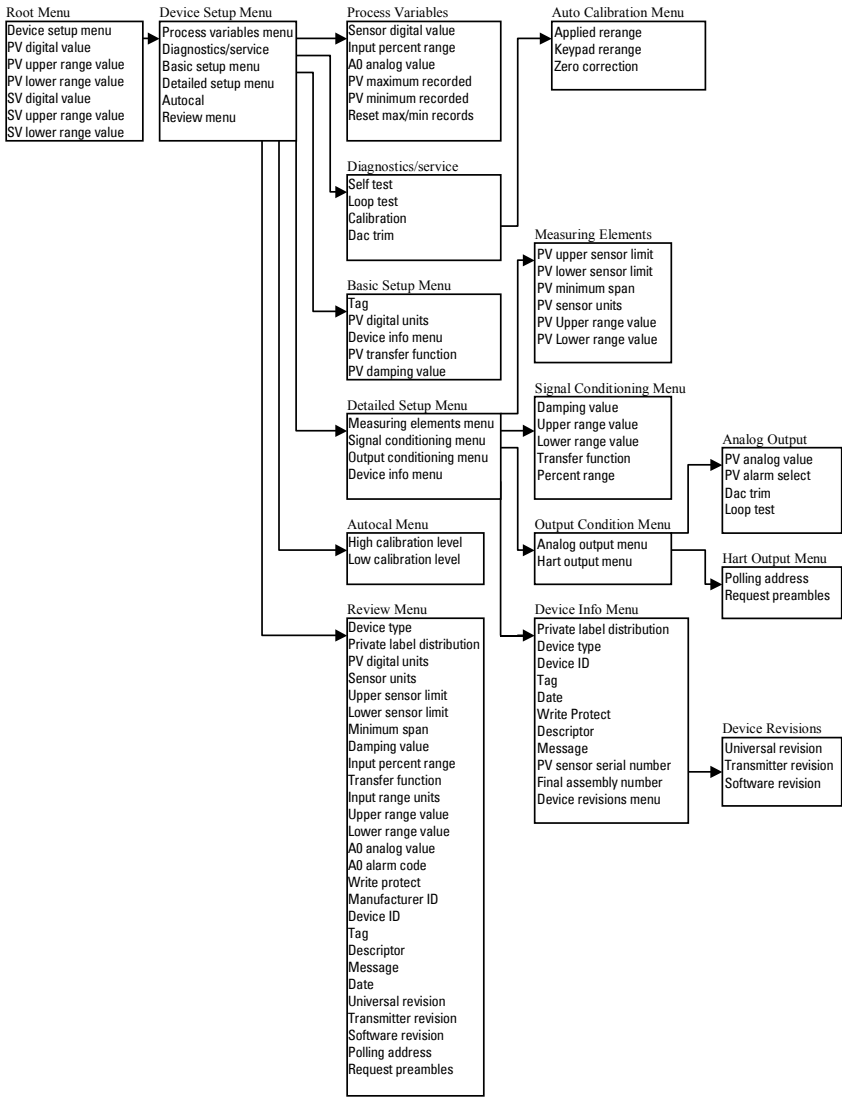 Root Menu
Device setup menu
PV digital value
PV upper range value
PV lower range value
SV digital value
SV upper range value
SV lower range value
Device Setup Menu
Process variables menu
Diagnostics/service
Basic setup menu
Detailed setup menu
Autocal
Review menu
Process Variables
Sensor digital value
Input percent range
A0 analog value
PV maximum recorded
PV minimum recorded
Reset max/min records
Auto Calibration Menu
Applied rerange
Keypad rerange
Zero correction
Diagnostics/service
Self test
Loop test
Calibration
Dac trim
Measuring Elements
PV upper sensor limit
PV lower sensor limit
PV minimum span
PV sensor units
PV Upper range value
PV Lower range value
Basic Setup Menu
Tag
PV digital units
Device info menu
PV transfer function
PV damping value
Detailed Setup Menu
Measuring elements menu
Signal conditioning menu
Output conditioning menu
Device info menu
Signal Conditioning Menu
Damping value
Upper range value
Lower range value
Transfer function
Percent range
Analog Output
PV analog value
PV alarm select
Dac trim
Loop test
Autocal Menu
High calibration level
Low calibration level
Output Condition Menu
Analog output menu
Hart output menu
Hart Output Menu
Polling address
Request preambles
Review Menu
Device type
Private label distribution
PV digital units
Sensor units
Upper sensor limit
Lower sensor limit
Minimum span
Damping value
Input percent range
Transfer function
Input range units
Upper range value
Lower range value
A0 analog value
A0 alarm code
Write protect
Manufacturer ID
Device ID
Tag
Descriptor
Message
Date
Universal revision
Transmitter revision
Software revision
Polling address
Request preambles
Device Info Menu
Private label distribution
Device type
Device ID
Tag
Date
Write Protect
Descriptor
Message
PV sensor serial number
Final assembly number
Device revisions menu
Device Revisions
Universal revision
Transmitter revision
Software revision